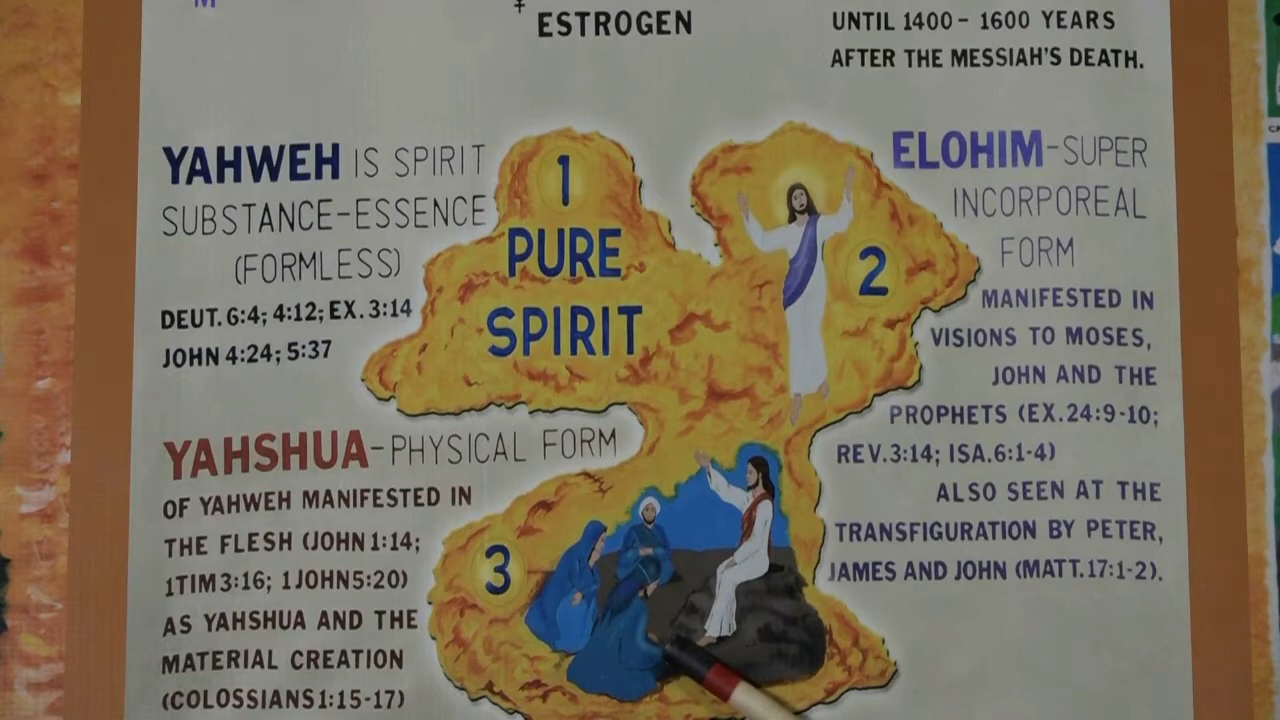 M
‡
ESTROGEN
UNTIL 1400 - 1600 YEARS
AFTER THE MESSIAH'S DEATH.
YAHWEH IS SPIRIT
SUBSTANCE-ESSENCE
(FORMLESS)
DEUT. 6:4; 4:12; EX. 3:14
JOHN 4:24; 5:37
1
PURE
SPIRIT
2
ELOHIM-SUPER
INCORPOREAL
FORM
MANIFESTED IN
VISIONS TO MOSES,
JOHN AND THE
PROPHETS (EX.24:9-10;
REV.3:14; ISA.6:1-4)
ALSO SEEN AT THE
TRANSFIGURATION BY PETER,
JAMES AND JOHN (MATT.17:1-2).
YAHSHUA-PHYSICAL FORM
OF YAHWEH MANIFESTED IN
THE FLESH (JOHN 1:14;
1TIM 3:16; 1JOHN 5:20)
AS YAHSHUA AND THE
MATERIAL CREATION
(COLOSSIANS 1:15-17)
3